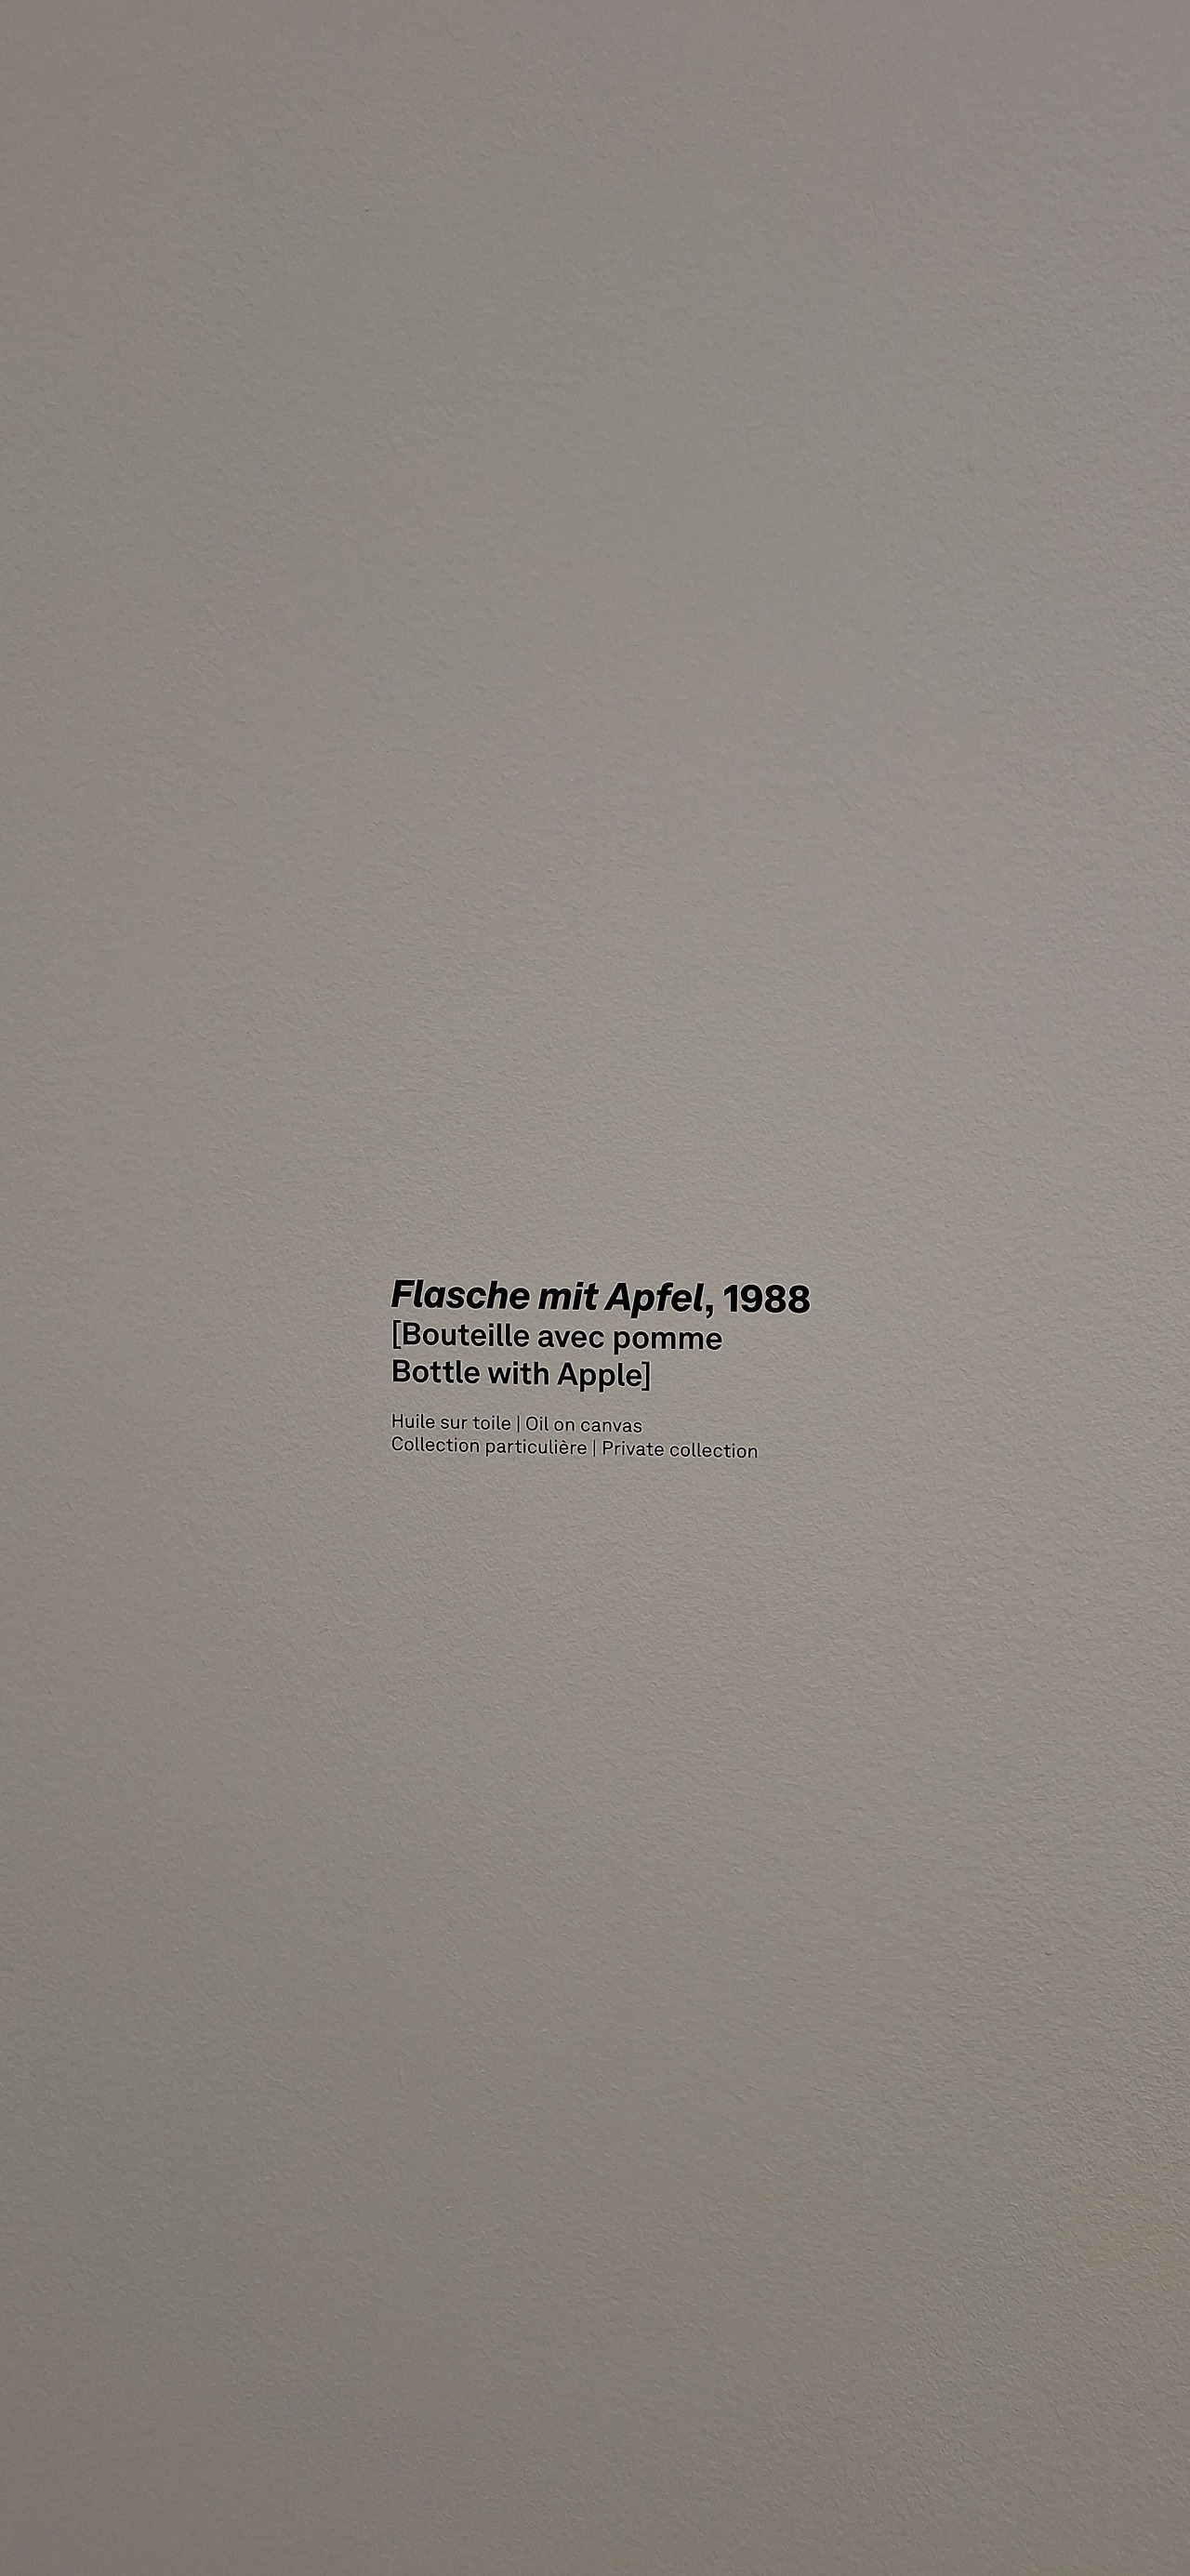 Flasche mit Apfel, 1988
[Bouteille avec pomme
Bottle with Apple]
Huile sur toile | Oil on canvas
Collection particulière | Private collection